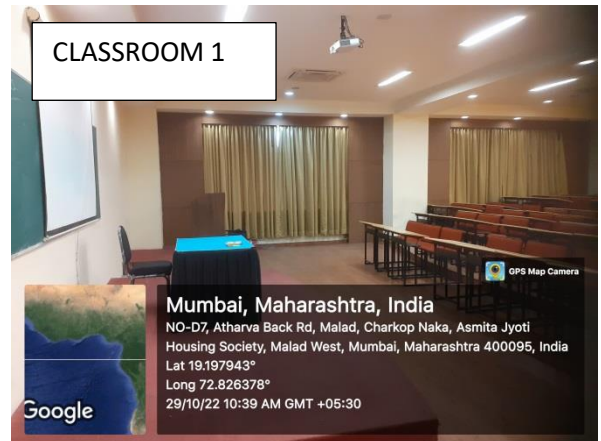 CLASSROOM 1
GPS Map Camera
Mumbai, Maharashtra, India
NO-D7, Atharva Back Rd, Malad, Charkop Naka, Asmita Jyoti
Housing Society, Malad West, Mumbai, Maharashtra 400095, India
Lat 19.197943°
Long 72.826378°
29/10/22 10:39 AM GMT +05:30
Google